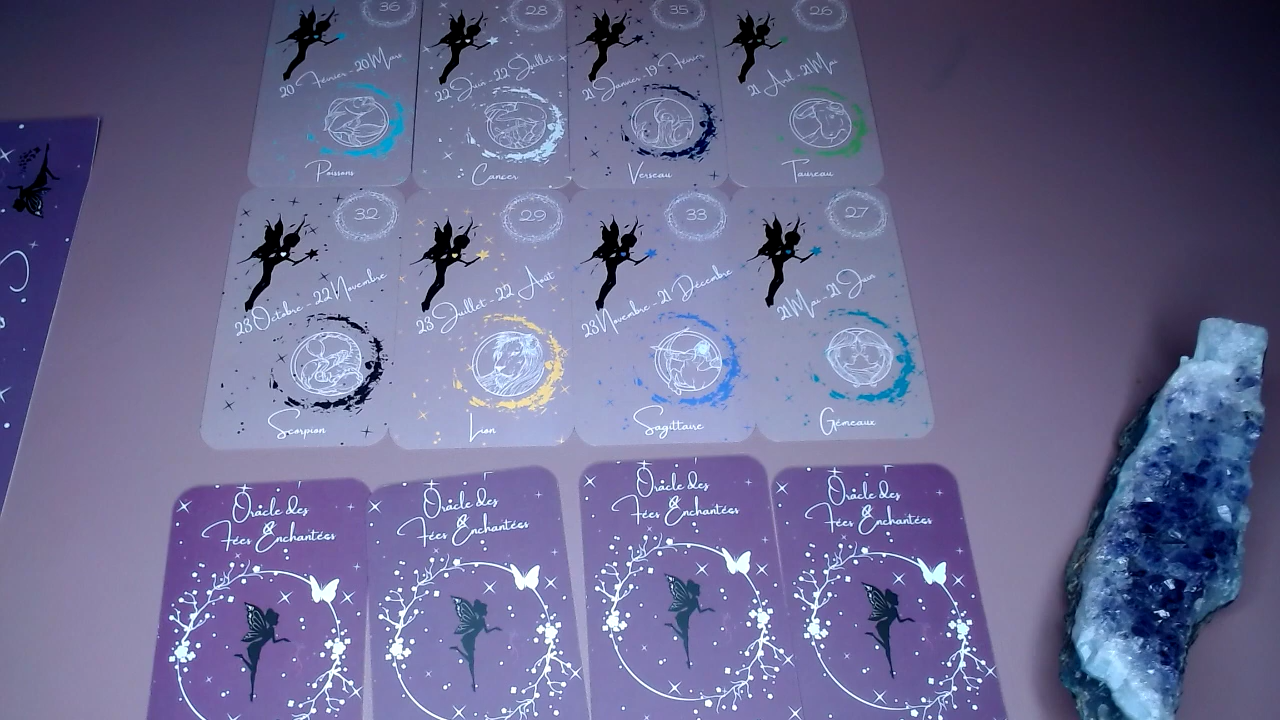 36
20 Février - 20 Mars
Poissons
28
22 Juin - 22 Juillet
Cancer
35
21 Janvier - 19 Février
Verseau
26
21 Avril - 21 Mai
Taureau
32
23 Octobre - 22 Novembre
Scorpion
29
23 Juillet - 22 Août
Lion
33
23 Novembre - 21 Décembre
Sagittaire
27
21 Mai - 21 Juin
Gémeaux
Oracle des
Fées Enchantées
Oracle des
Fées Enchantées
Oracle des
Fées Enchantées
Oracle des
Fées Enchantées